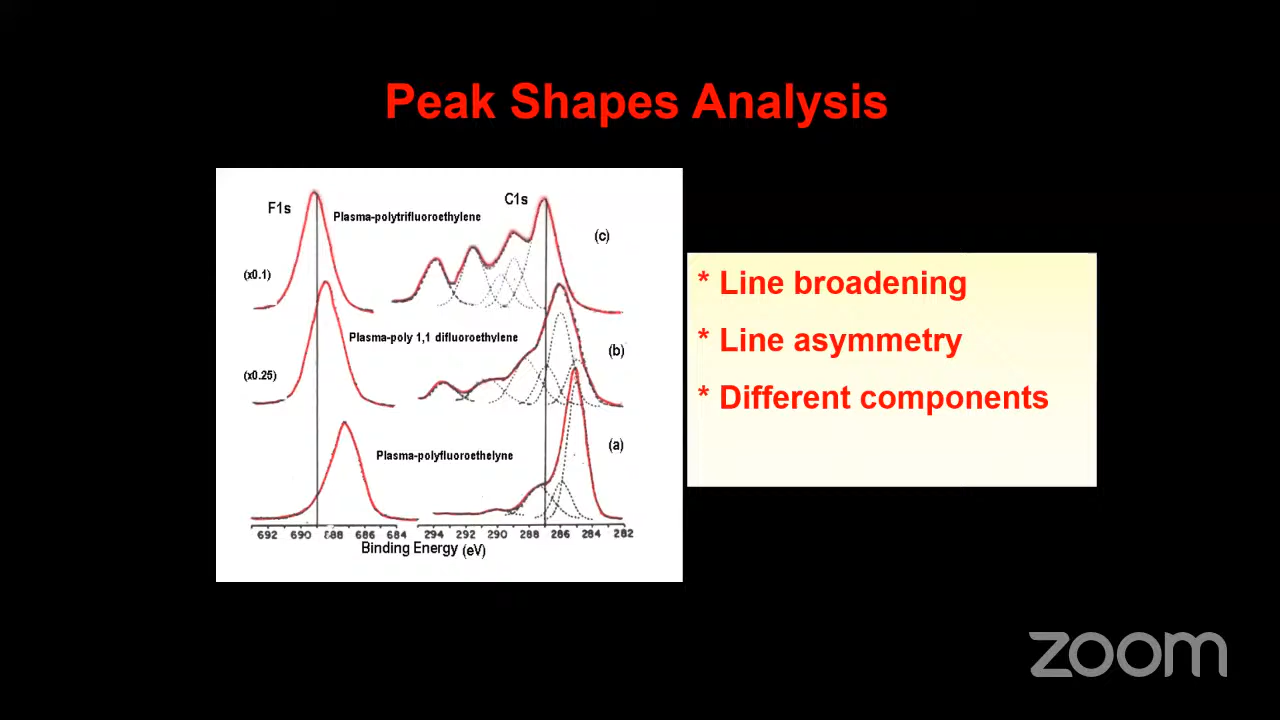 Peak Shapes Analysis
F1s
C1s
Plasma-polytrifluoroethylene
(c)
(x0.1)
Plasma-poly 1,1 difluoroethylene
(b)
(x0.25)
Plasma-polyfluoroethelyne
(a)
692 690 688 686 684 294 292 290 288 286 284 282
Binding Energy (eV)
* Line broadening
* Line asymmetry
* Different components
zoom